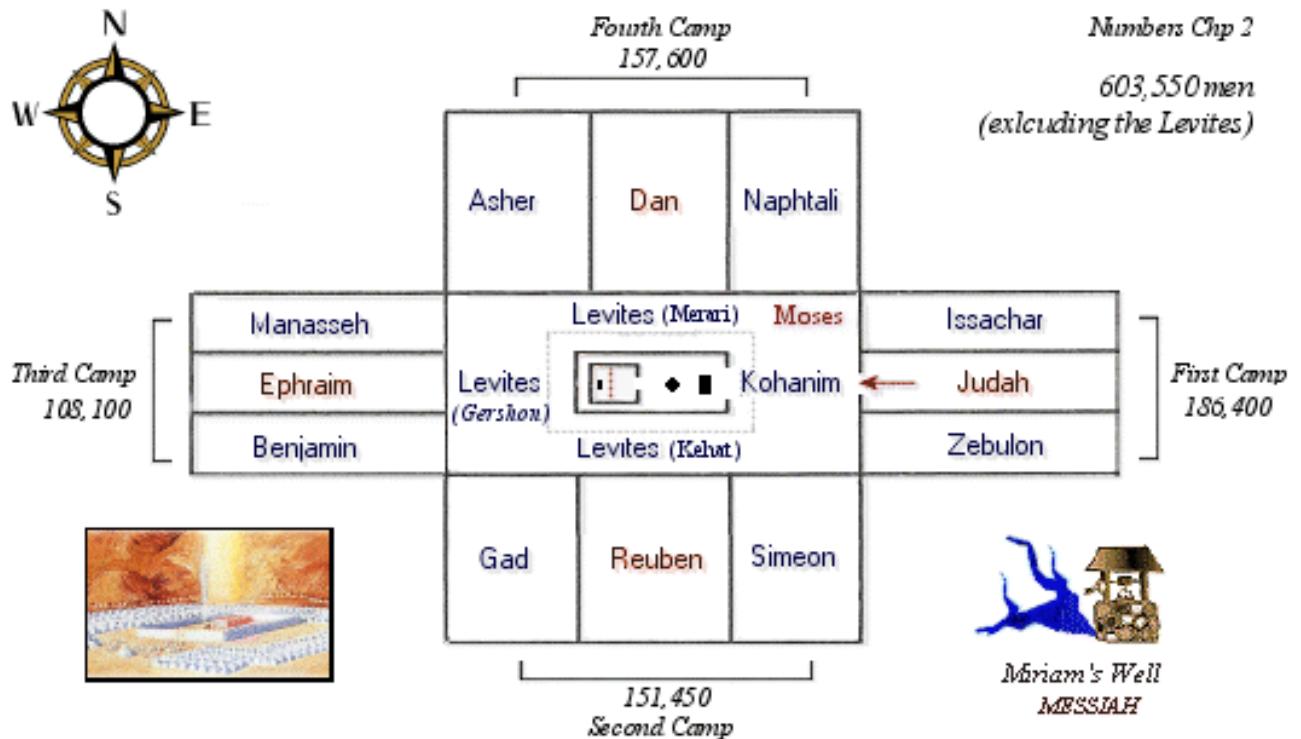 N
W
E
S
Fourth Camp
157,600
Numbers Chp 2
603,550 men
(exlcuding the Levites)
Asher
Dan
Naphtali
Manasseh
Ephraim
Benjamin
Third Camp
108,100
Levites (Merari)
Moses
Levites
(Gershon)
Kohanim
Levites (Kehat)
Issachar
Judah
Zebulon
First Camp
186,400
Gad
Reuben
Simeon
151,450
Second Camp
Miriam's Well
MESSIAH